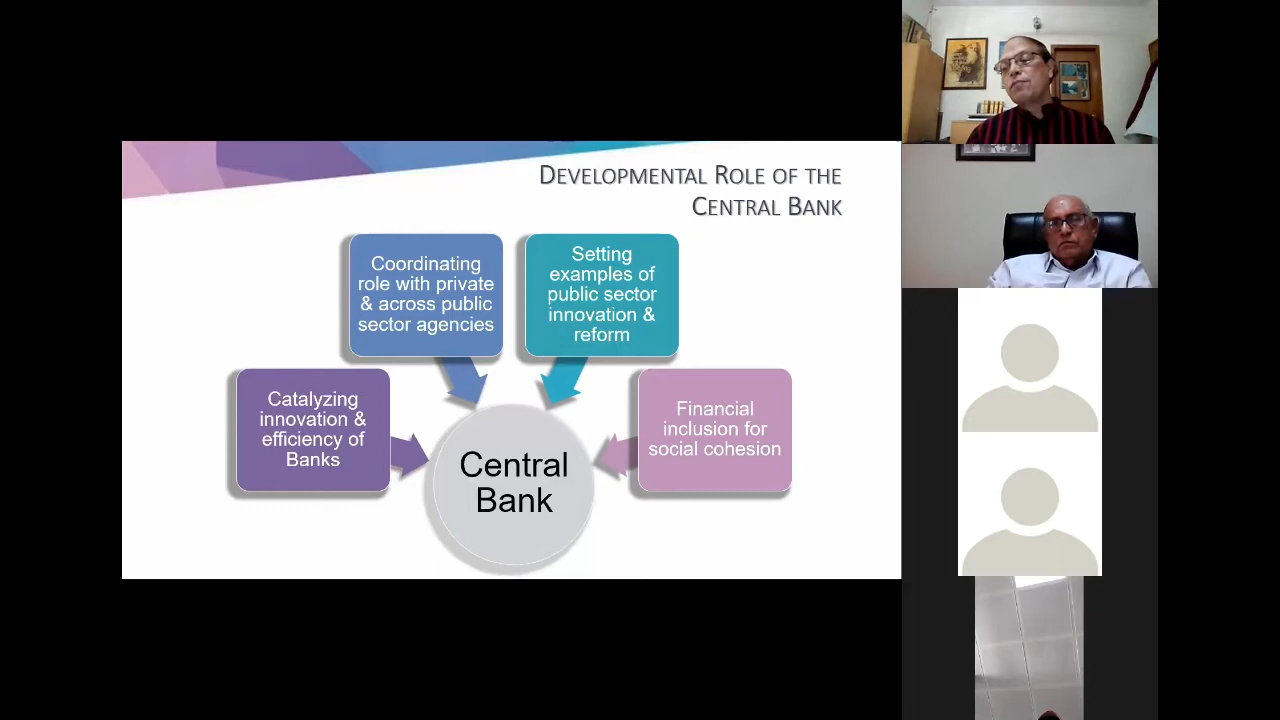 DEVELOPMENTAL ROLE OF THE
CENTRAL BANK
Coordinating
role with private
& across public
sector agencies
Setting
examples of
public sector
innovation &
reform
Catalyzing
innovation &
efficiency of
Banks
Financial
inclusion for
social cohesion
Central
Bank